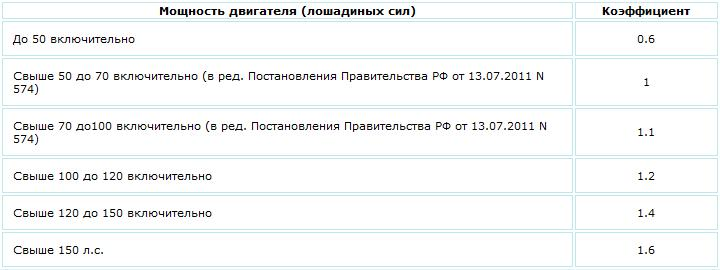 Мощность двигателя (лошадиных сил) Коэффициент
До 50 включительно 0.6
Свыше 50 до 70 включительно (в ред. Постановления Правительства РФ от 13.07.2011 N
574) 1
Свыше 70 до100 включительно (в ред. Постановления Правительства РФ от 13.07.2011 N
574) 1.1
Свыше 100 до 120 включительно 1.2
Свыше 120 до 150 включительно 1.4
Свыше 150 л.с. 1.6